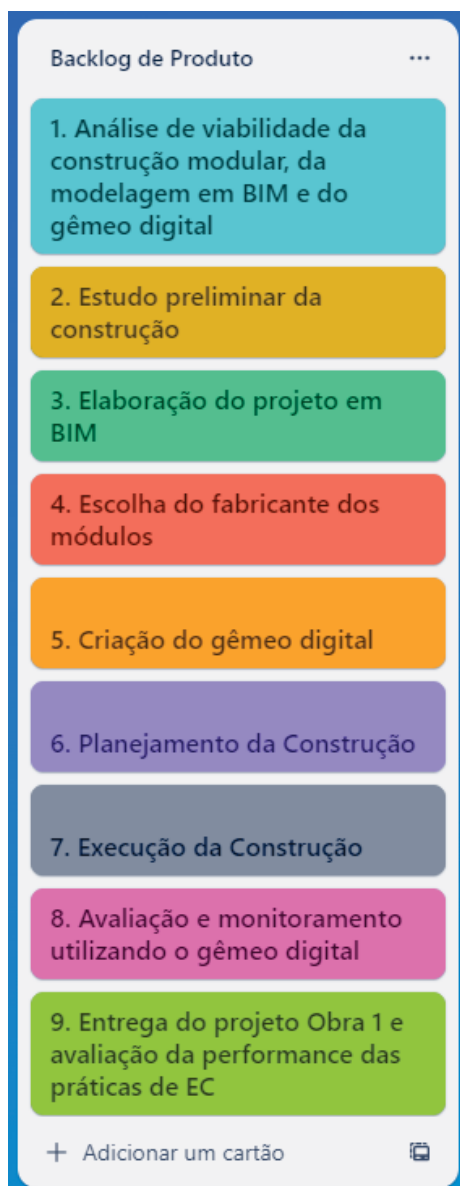 Backlog de Produto
1. Análise de viabilidade da
construção modular, da
modelagem em BIM e do
gêmeo digital
2. Estudo preliminar da
construção
3. Elaboração do projeto em
BIM
4. Escolha do fabricante dos
módulos
5. Criação do gêmeo digital
6. Planejamento da Construção
7. Execução da Construção
8. Avaliação e monitoramento
utilizando o gêmeo digital
9. Entrega do projeto Obra 1 e
avaliação da performance das
práticas de EC
+ Adicionar um cartão